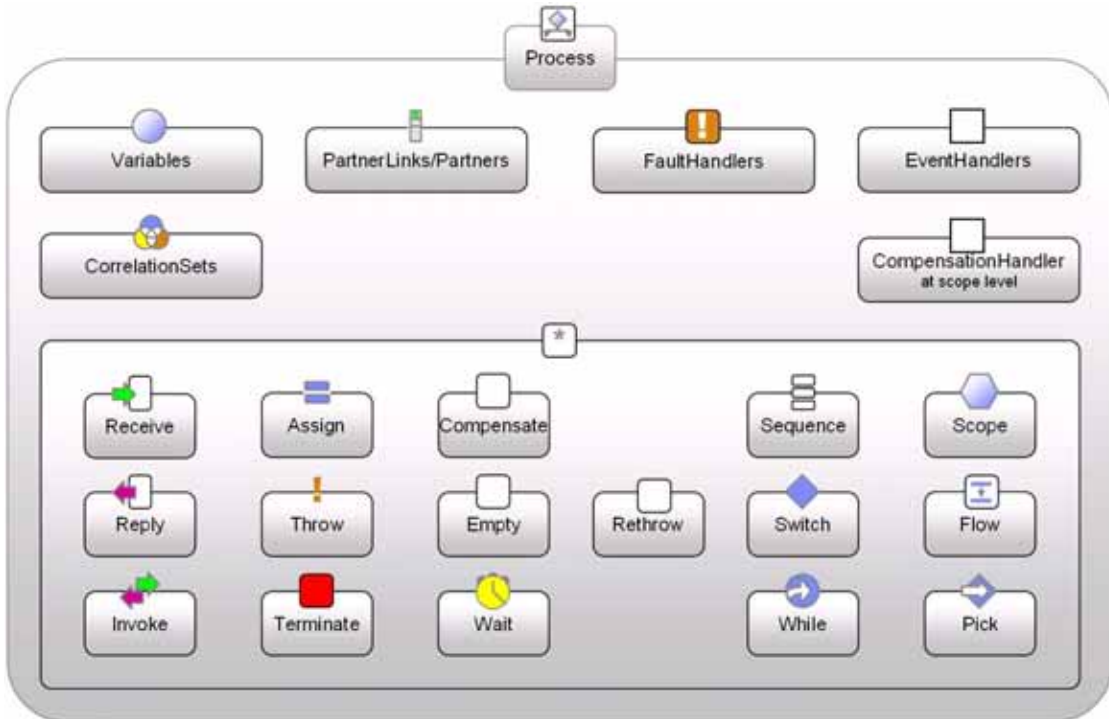 Process
Variables
PartnerLinks/Partners
FaultHandlers
EventHandlers
CorrelationSets
CompensationHandler
at scope level
*
Receive
Assign
Compensate
Sequence
Scope
Reply
Throw
Empty
Rethrow
Switch
Flow
Invoke
Terminate
Wait
While
Pick